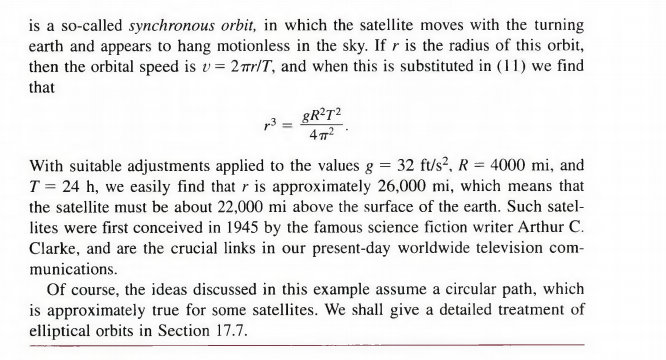 is a so-called synchronous orbit, in which the satellite moves with the turning
earth and appears to hang motionless in the sky. If r is the radius of this orbit,
then the orbital speed is v = 2πr/T, and when this is substituted in (11) we find
that
r³ = gR²T² / 4π² .
With suitable adjustments applied to the values g = 32 ft/s², R = 4000 mi, and
T = 24 h, we easily find that r is approximately 26,000 mi, which means that
the satellite must be about 22,000 mi above the surface of the earth. Such satel-
lites were first conceived in 1945 by the famous science fiction writer Arthur C.
Clarke, and are the crucial links in our present-day worldwide television com-
munications.
Of course, the ideas discussed in this example assume a circular path, which
is approximately true for some satellites. We shall give a detailed treatment of
elliptical orbits in Section 17.7.